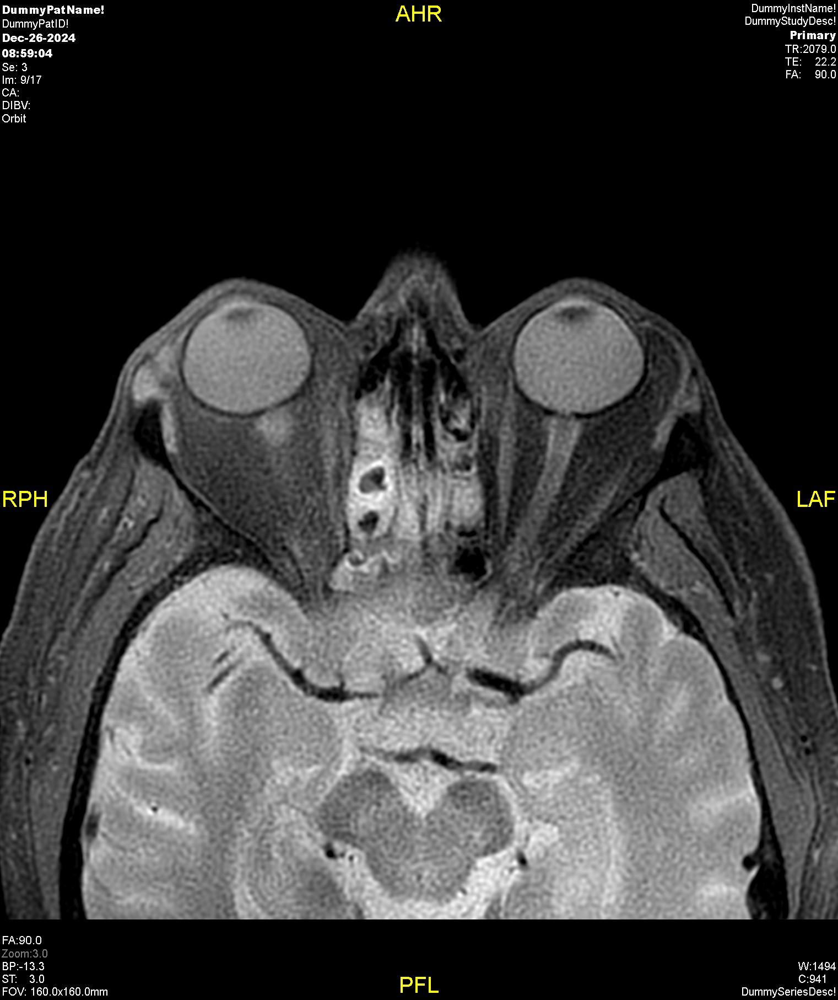 DummyPatName!
DummyPatID!
Dec-26-2024
08:59:04
Se: 3
Im: 9/17
CA:
DIBV:
Orbit
AHR
DummyInstName!
DummyStudyDesc!
Primary
TR:2079.0
TE: 22.2
FA: 90.0
RPH
LAF
FA:90.0
Zoom:3.0
BP:-13.3
ST: 3.0
FOV: 160.0x160.0mm
PFL
W:1494
C:941
DummySeriesDesc!